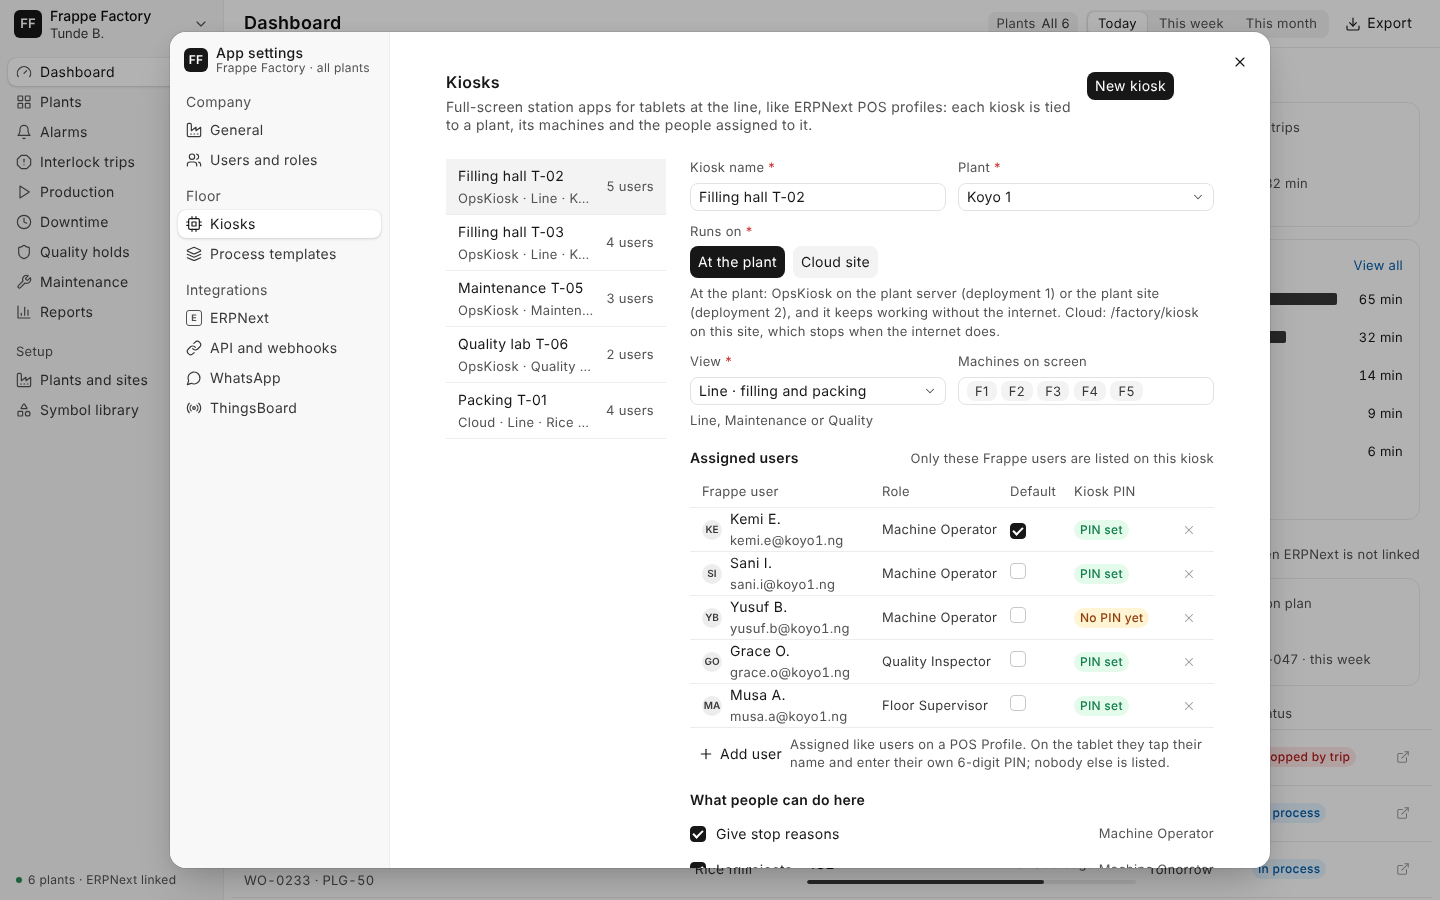 FF
Frappe Factory
Tunde B.
Dashboard
Plants All 6
Today
This week
This month
Export
Dashboard
Plants
Alarms
Interlock trips
Production
Downtime
Quality holds
Maintenance
Reports
Setup
Plants and sites
Symbol library
6 plants · ERPNext linked
FF
App settings
Frappe Factory · all plants
Company
General
Users and roles
Floor
Kiosks
Process templates
Integrations
E ERPNext
API and webhooks
WhatsApp
ThingsBoard
Kiosks
New kiosk
Full-screen station apps for tablets at the line, like ERPNext POS profiles: each kiosk is tied
to a plant, its machines and the people assigned to it.
Filling hall T-02
OpsKiosk · Line · K...
5 users
Filling hall T-03
OpsKiosk · Line · K...
4 users
Maintenance T-05
OpsKiosk · Mainten...
3 users
Quality lab T-06
OpsKiosk · Quality ...
2 users
Packing T-01
Cloud · Line · Rice ...
4 users
Kiosk name *
Plant *
Filling hall T-02
Koyo 1
Runs on *
At the plant
Cloud site
At the plant: OpsKiosk on the plant server (deployment 1) or the plant site
(deployment 2), and it keeps working without the internet. Cloud: /factory/kiosk
on this site, which stops when the internet does.
View *
Machines on screen
Line · filling and packing
F1 F2 F3 F4 F5
Line, Maintenance or Quality
Assigned users
Only these Frappe users are listed on this kiosk
Frappe user Role Default Kiosk PIN
KE Kemi E.
kemi.e@koyo1.ng
Machine Operator
PIN set
SI Sani I.
sani.i@koyo1.ng
Machine Operator
PIN set
YB Yusuf B.
yusuf.b@koyo1.ng
Machine Operator
No PIN yet
GO Grace O.
grace.o@koyo1.ng
Quality Inspector
PIN set
MA Musa A.
musa.a@koyo1.ng
Floor Supervisor
PIN set
Add user
Assigned like users on a POS Profile. On the tablet they tap their
name and enter their own 6-digit PIN; nobody else is listed.
What people can do here
Give stop reasons
Machine Operator
trips
32 min
View all
65 min
32 min
14 min
9 min
6 min
ERPNext is not linked
on plan
-047 · this week
opped by trip
process
in process
WO-0233 · PLG-50